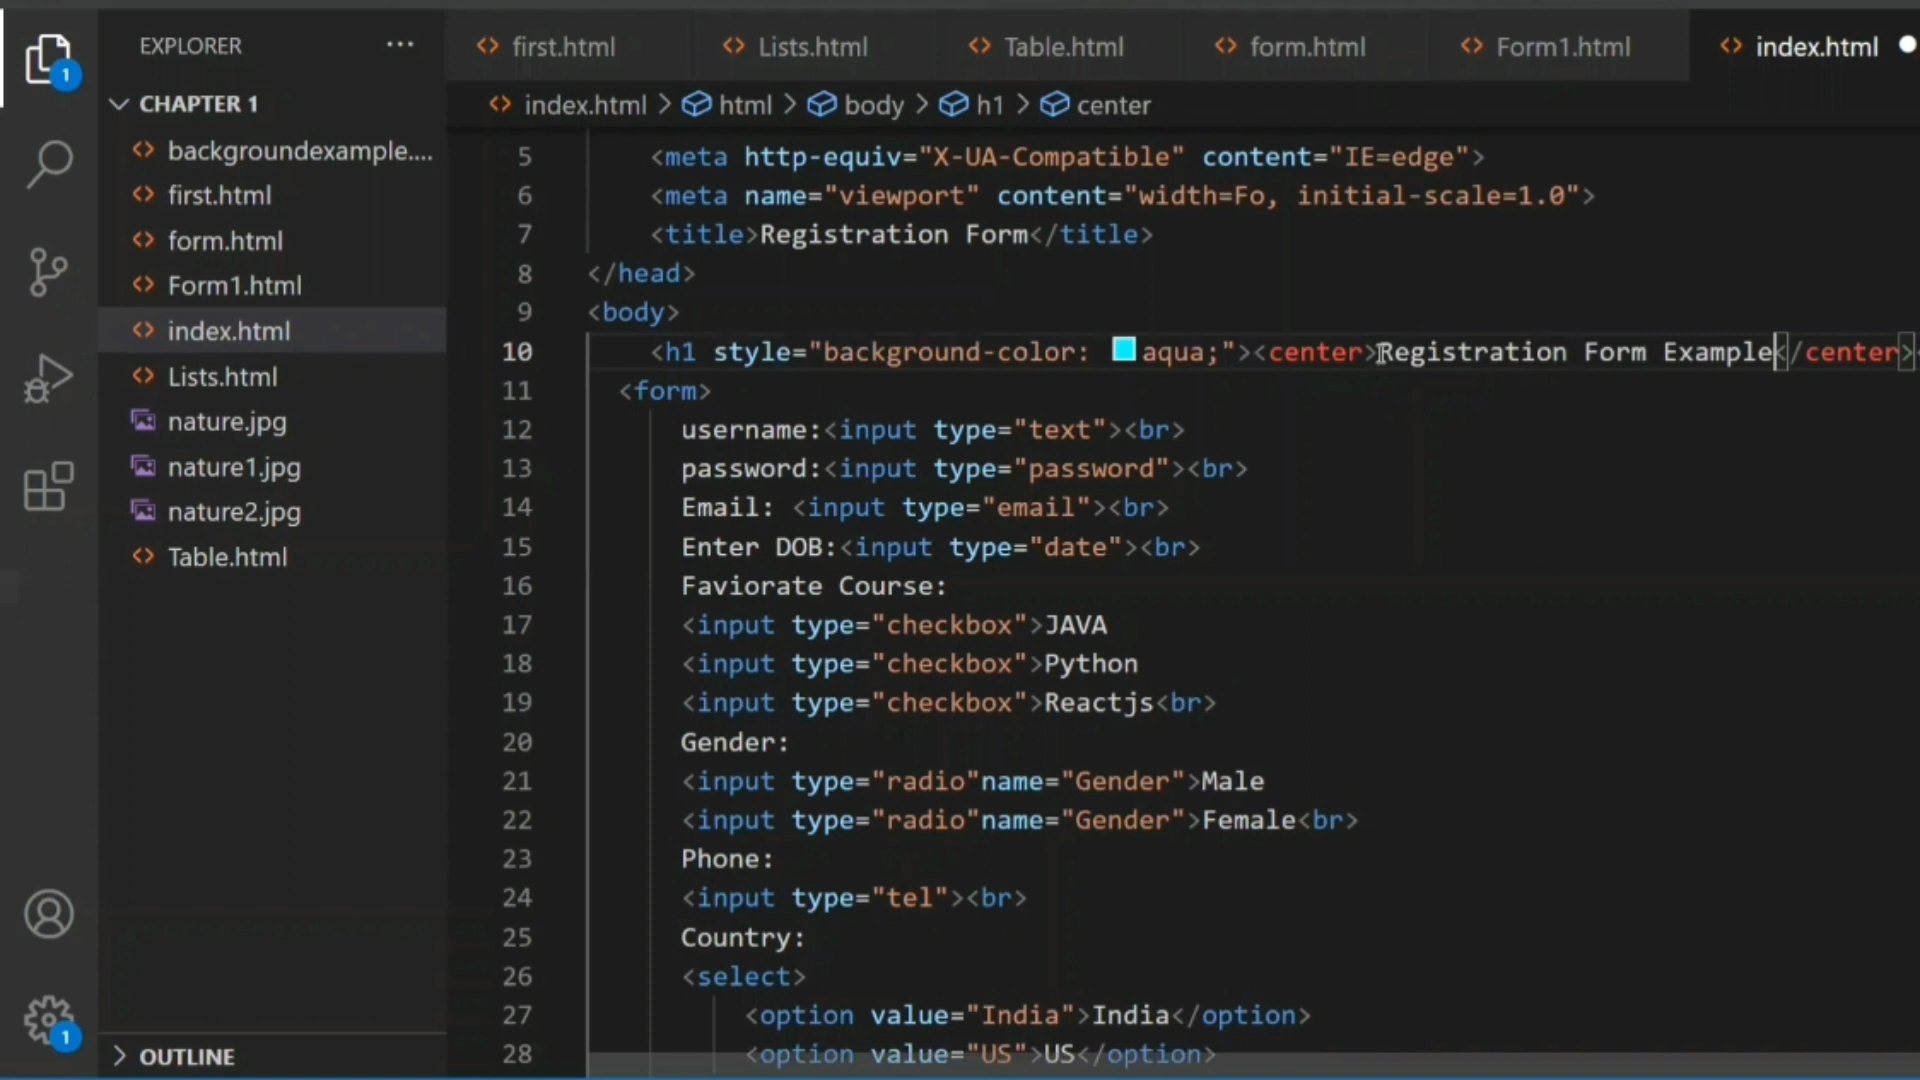 EXPLORER
CHAPTER 1
backgroundexample....
first.html
form.html
Form1.html
index.html
Lists.html
nature.jpg
nature1.jpg
nature2.jpg
Table.html
OUTLINE
1
1
first.html Lists.html Table.html form.html Form1.html index.html
index.html > html > body > h1 > center
5 <meta http-equiv="X-UA-Compatible" content="IE=edge">
6 <meta name="viewport" content="width=Fo, initial-scale=1.0">
7 <title>Registration Form</title>
8 </head>
9 <body>
10 <h1 style="background-color: aqua;"><center>Registration Form Example</center><
11 <form>
12 username:<input type="text"><br>
13 password:<input type="password"><br>
14 Email: <input type="email"><br>
15 Enter DOB:<input type="date"><br>
16 Faviorate Course:
17 <input type="checkbox">JAVA
18 <input type="checkbox">Python
19 <input type="checkbox">Reactjs<br>
20 Gender:
21 <input type="radio"name="Gender">Male
22 <input type="radio"name="Gender">Female<br>
23 Phone:
24 <input type="tel"><br>
25 Country:
26 <select>
27 <option value="India">India</option>
28 <option value="US">US</option>